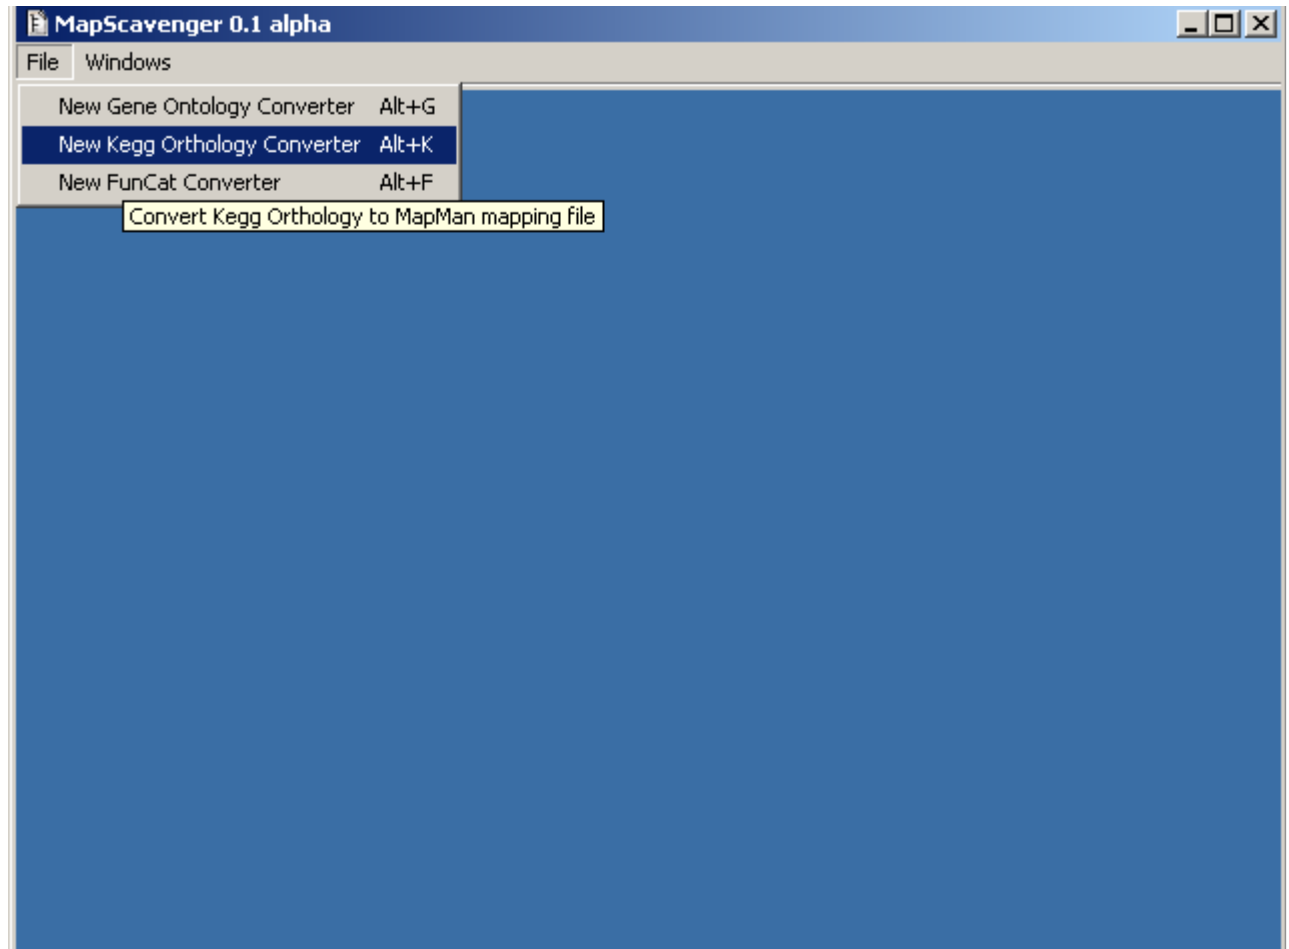 MapScavenger 0.1 alpha
File Windows
New Gene Ontology Converter Alt+G
New Kegg Orthology Converter Alt+K
New FunCat Converter Alt+F
Convert Kegg Orthology to MapMan mapping file